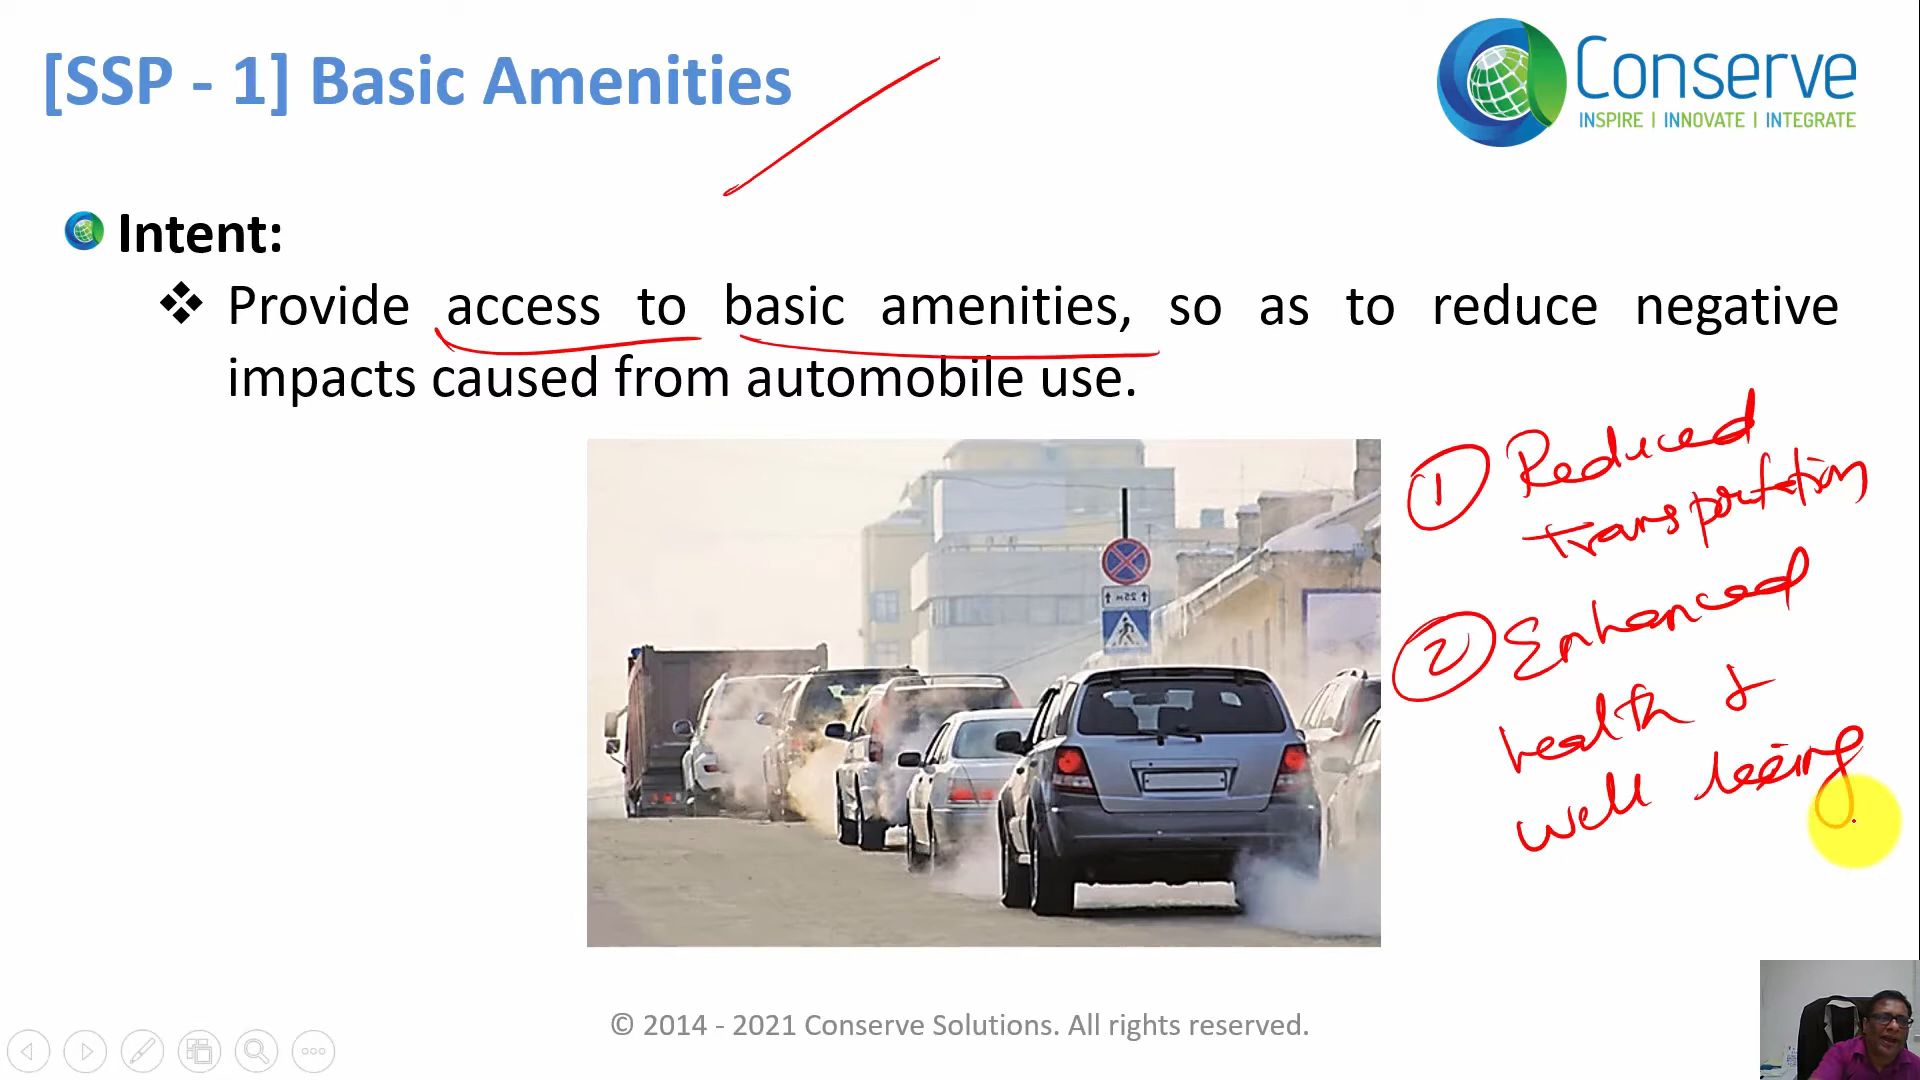 [SSP - 1] Basic Amenities
Conserve
INSPIRE | INNOVATE | INTEGRATE
Intent:
❖ Provide access to basic amenities, so as to reduce negative
impacts caused from automobile use.
① Reduced
transportation
② Enhanced
health &
well being
25м
© 2014 - 2021 Conserve Solutions. All rights reserved.